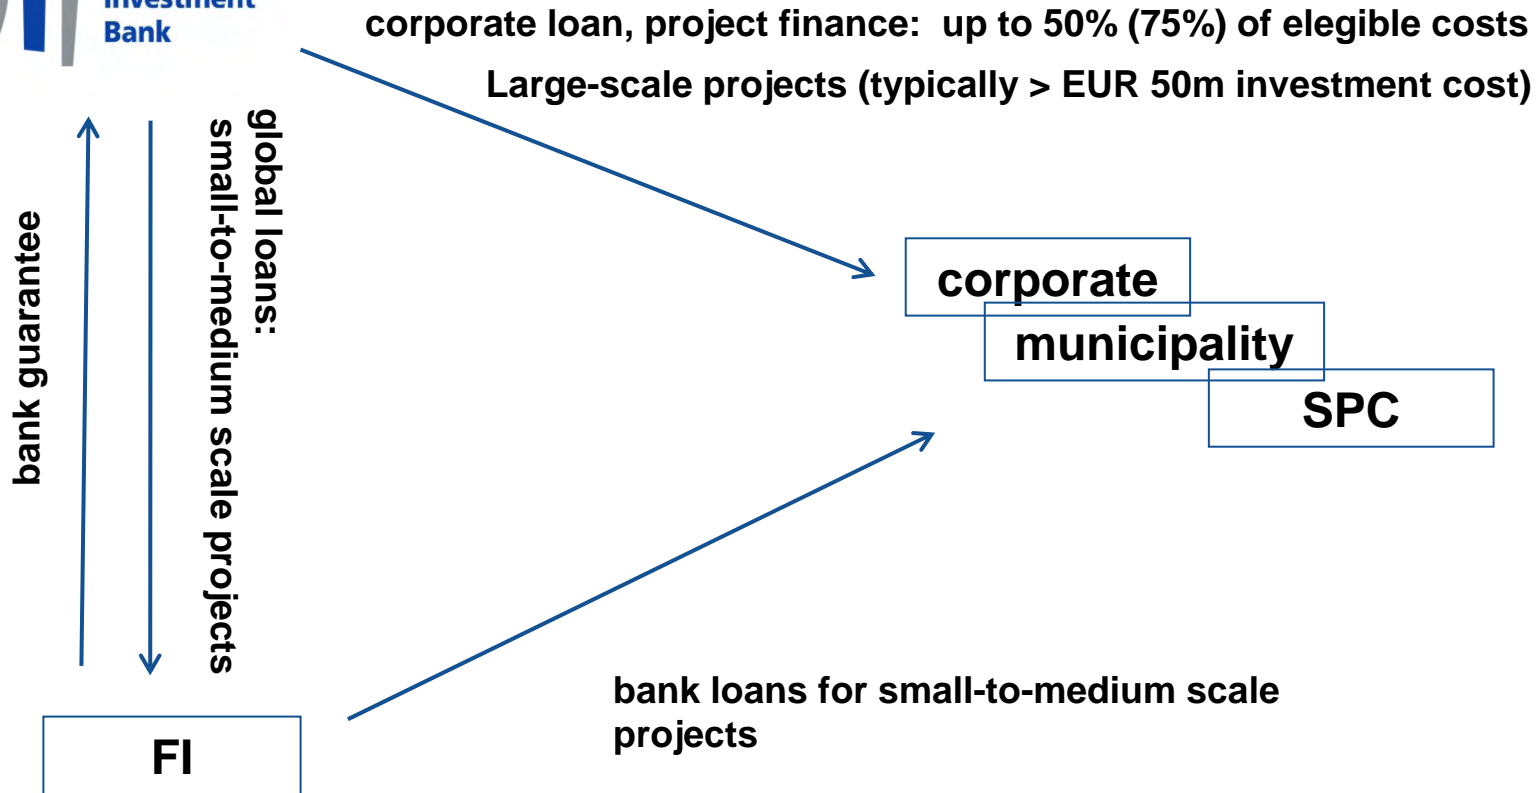 Bank
corporate loan, project finance: up to 50% (75%) of elegible costs
Large-scale projects (typically > EUR 50m investment cost)
global loans:
small-to-medium scale projects
bank guarantee
corporate
municipality
SPC
bank loans for small-to-medium scale
projects
FI